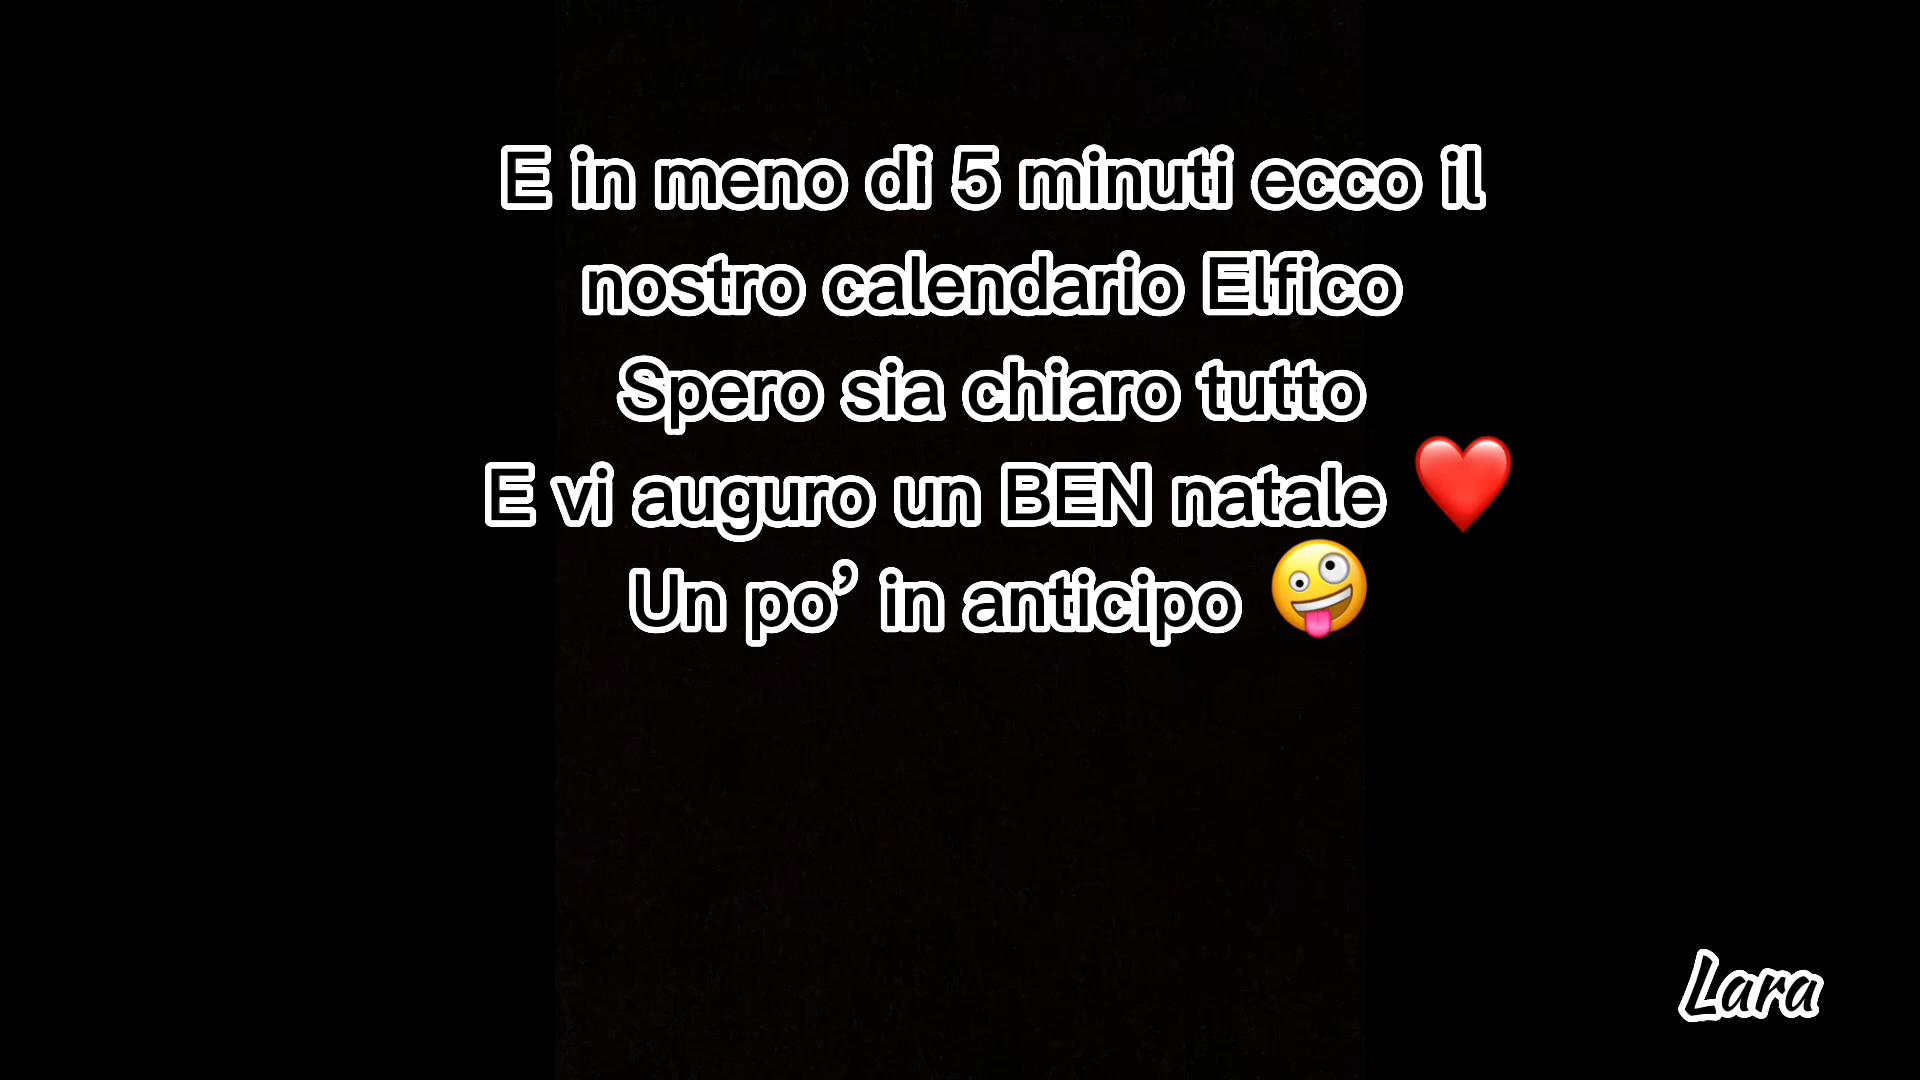 E in meno di 5 minuti ecco il
nostro calendario Elfico
Spero sia chiaro tutto
E vi auguro un BEN natale ❤️
Un po’ in anticipo 🤪
Lara